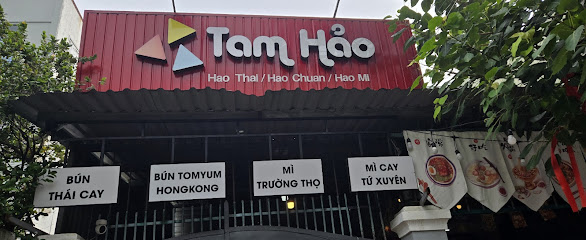 Tam Hảo
Hao Thai / Hao Chuan / Hao Mi
BÚN
THÁI CAY
BÚN TOMYUM
HONGKONG
MÌ
TRƯỜNG THỌ
MÌ CAY
TỨ XUYÊN